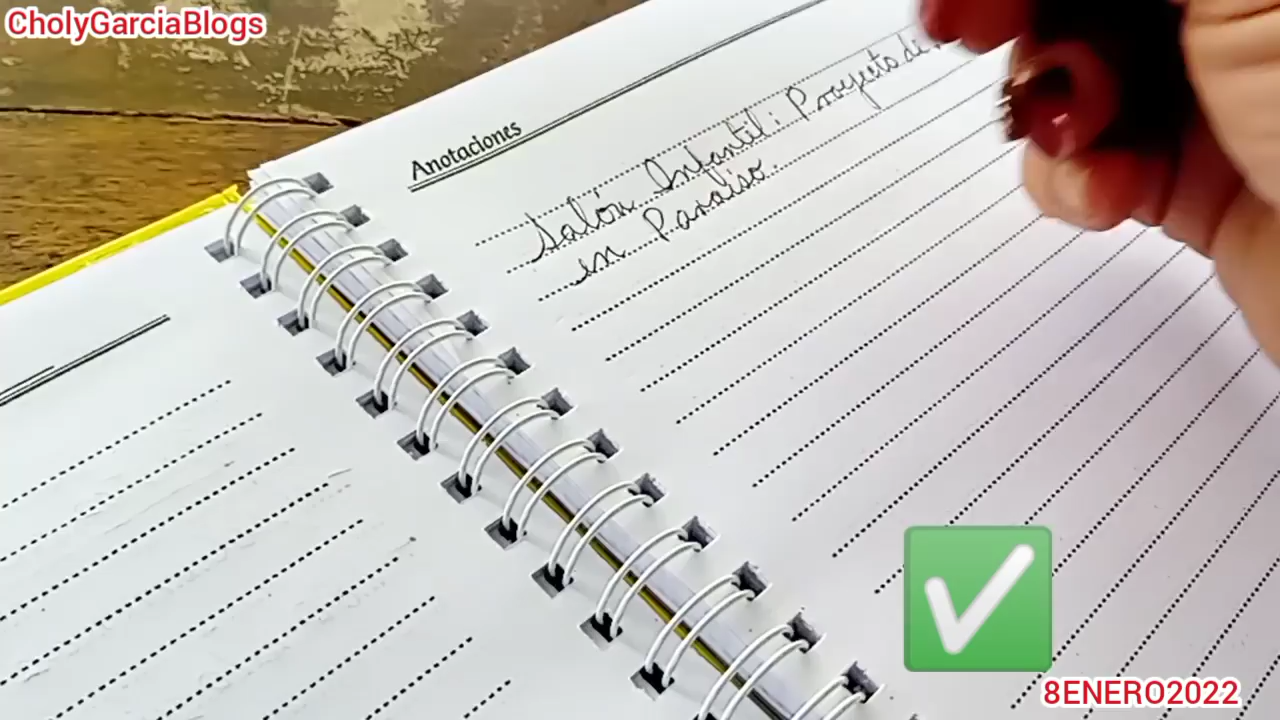 CholyGarciaBlogs
Anotaciones
Salón Infantil: Proyecto de
en Paraíso.
8ENERO2022